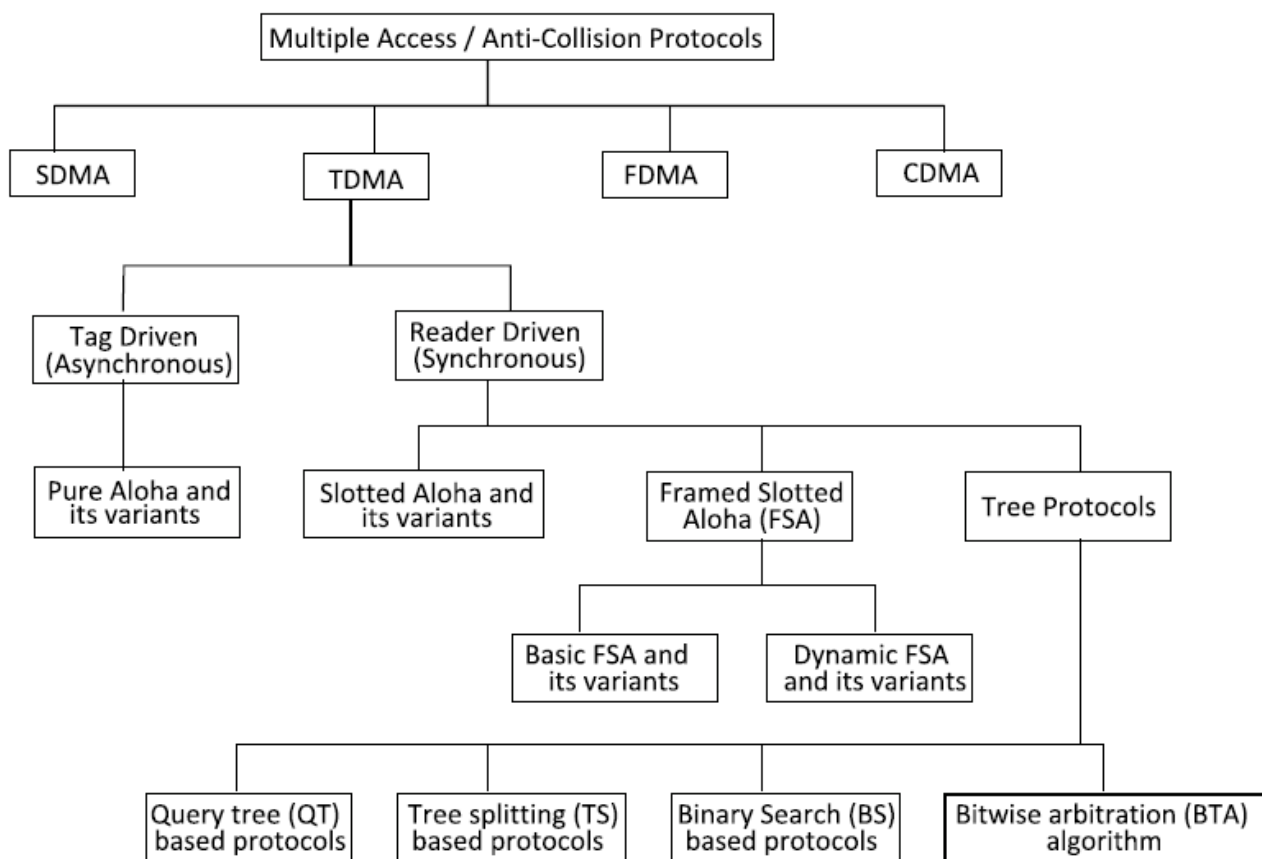 Multiple Access / Anti-Collision Protocols
SDMA
TDMA
FDMA
CDMA
Tag Driven
(Asynchronous)
Reader Driven
(Synchronous)
Pure Aloha and
its variants
Slotted Aloha and
its variants
Framed Slotted
Aloha (FSA)
Tree Protocols
Basic FSA and
its variants
Dynamic FSA
and its variants
Query tree (QT)
based protocols
Tree splitting (TS)
based protocols
Binary Search (BS)
based protocols
Bitwise arbitration (BTA)
algorithm